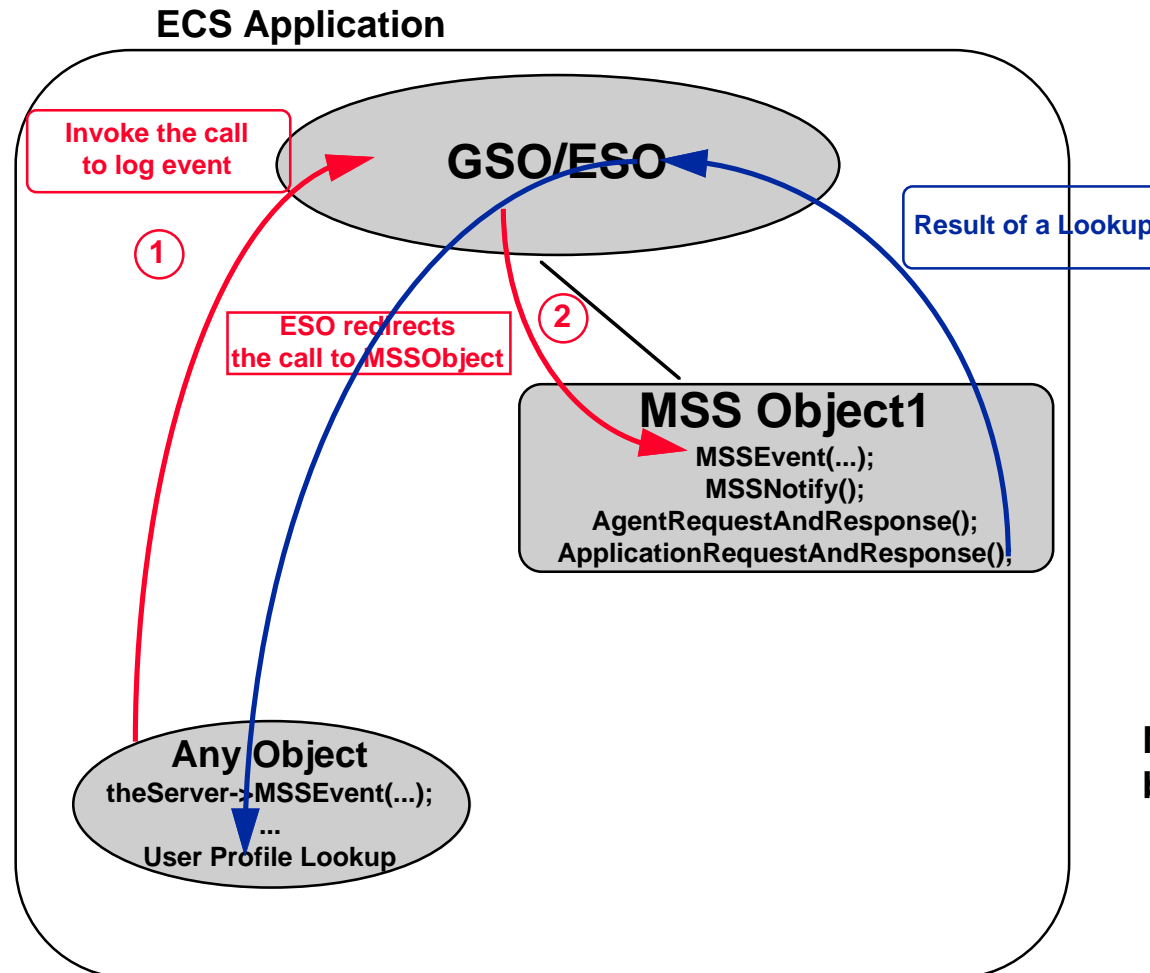 ECS Application
Invoke the call
to log event
GSO/ESO
Result of a Lookup
1
ESO redirects
the call to MSSObject
2
MSS Object1
MSSEvent(...);
MSSNotify();
AgentRequestAndResponse();
ApplicationRequestAndResponse();
Any Object
theServer->MSSEvent(...);
...
User Profile Lookup